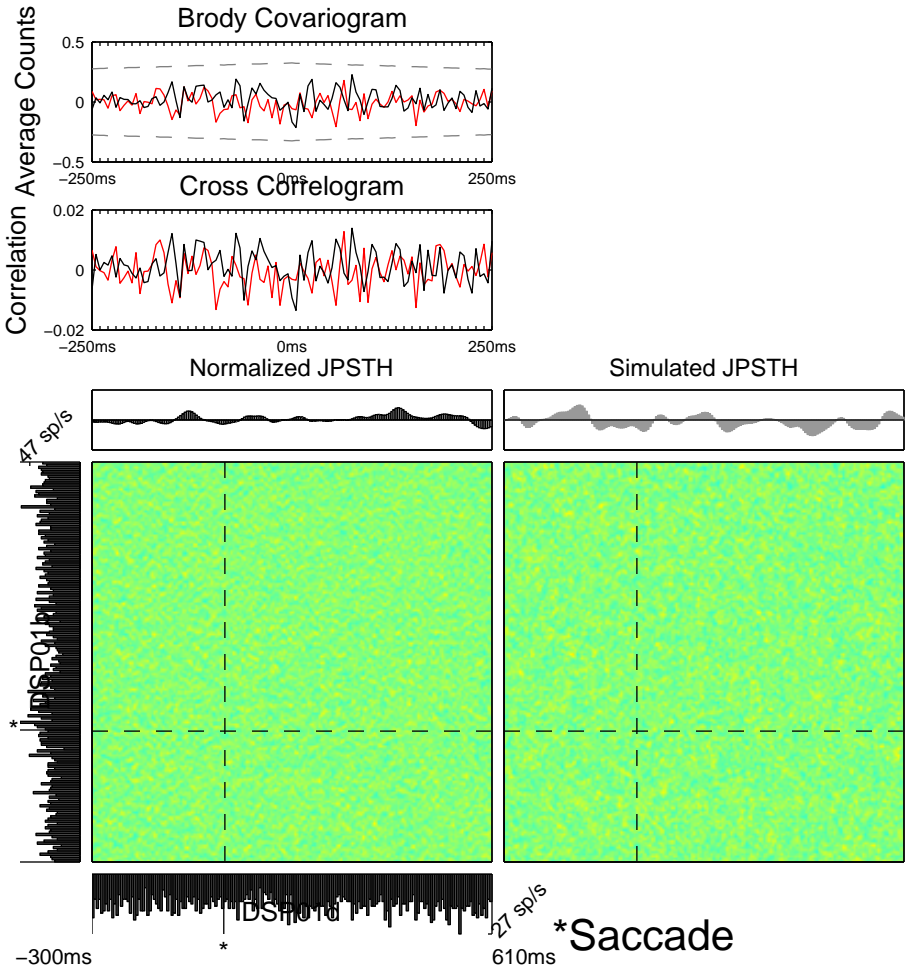 Brody Covariogram
Average Counts
0.5
0
−0.5
−250ms
0ms
250ms
Cross Correlogram
Correlation
0.02
0
−0.02
−250ms
0ms
250ms
Normalized JPSTH
Simulated JPSTH
47 sp/s
*
DSP01d
*
27 sp/s
*Saccade
−300ms
610ms